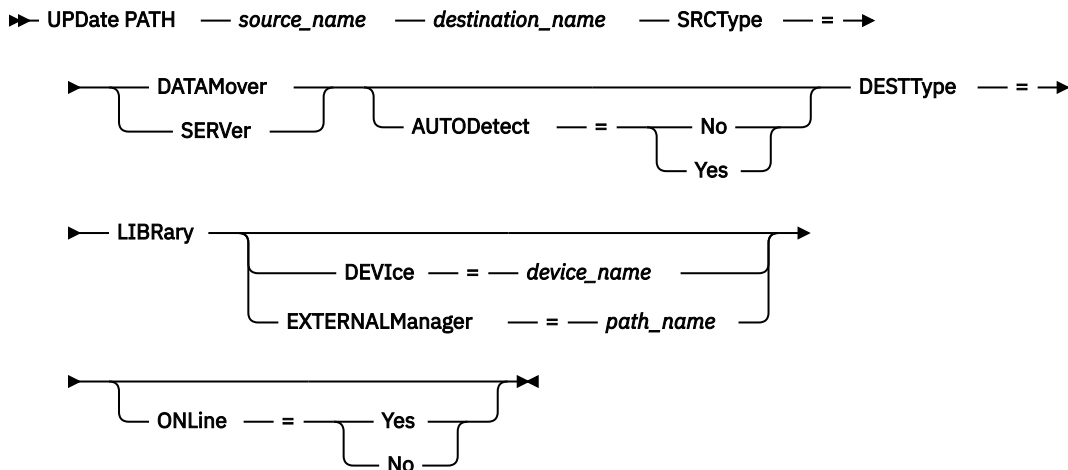 UPDate PATH source_name destination_name SRCType =
DATAMover DESTType =
SERVer AUTODetect = No
Yes
LIBRary
DEVIce = device_name
EXTERNALManager = path_name
ONLine = Yes
No